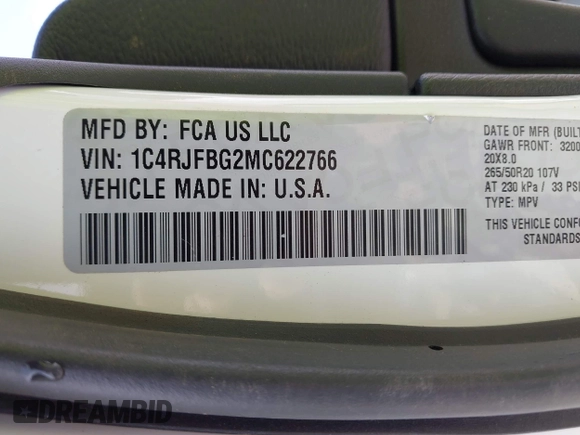 MFD BY: FCA US LLC
VIN: 1C4RJFBG2MC622766
VEHICLE MADE IN: U.S.A.
DATE OF MFR (BUILT
GAWR FRONT: 3200
20X8.0
265/50R20 107V
AT 230 kPa / 33 PSI
TYPE: MPV
THIS VEHICLE CONFO
STANDARDS
DREAMBID